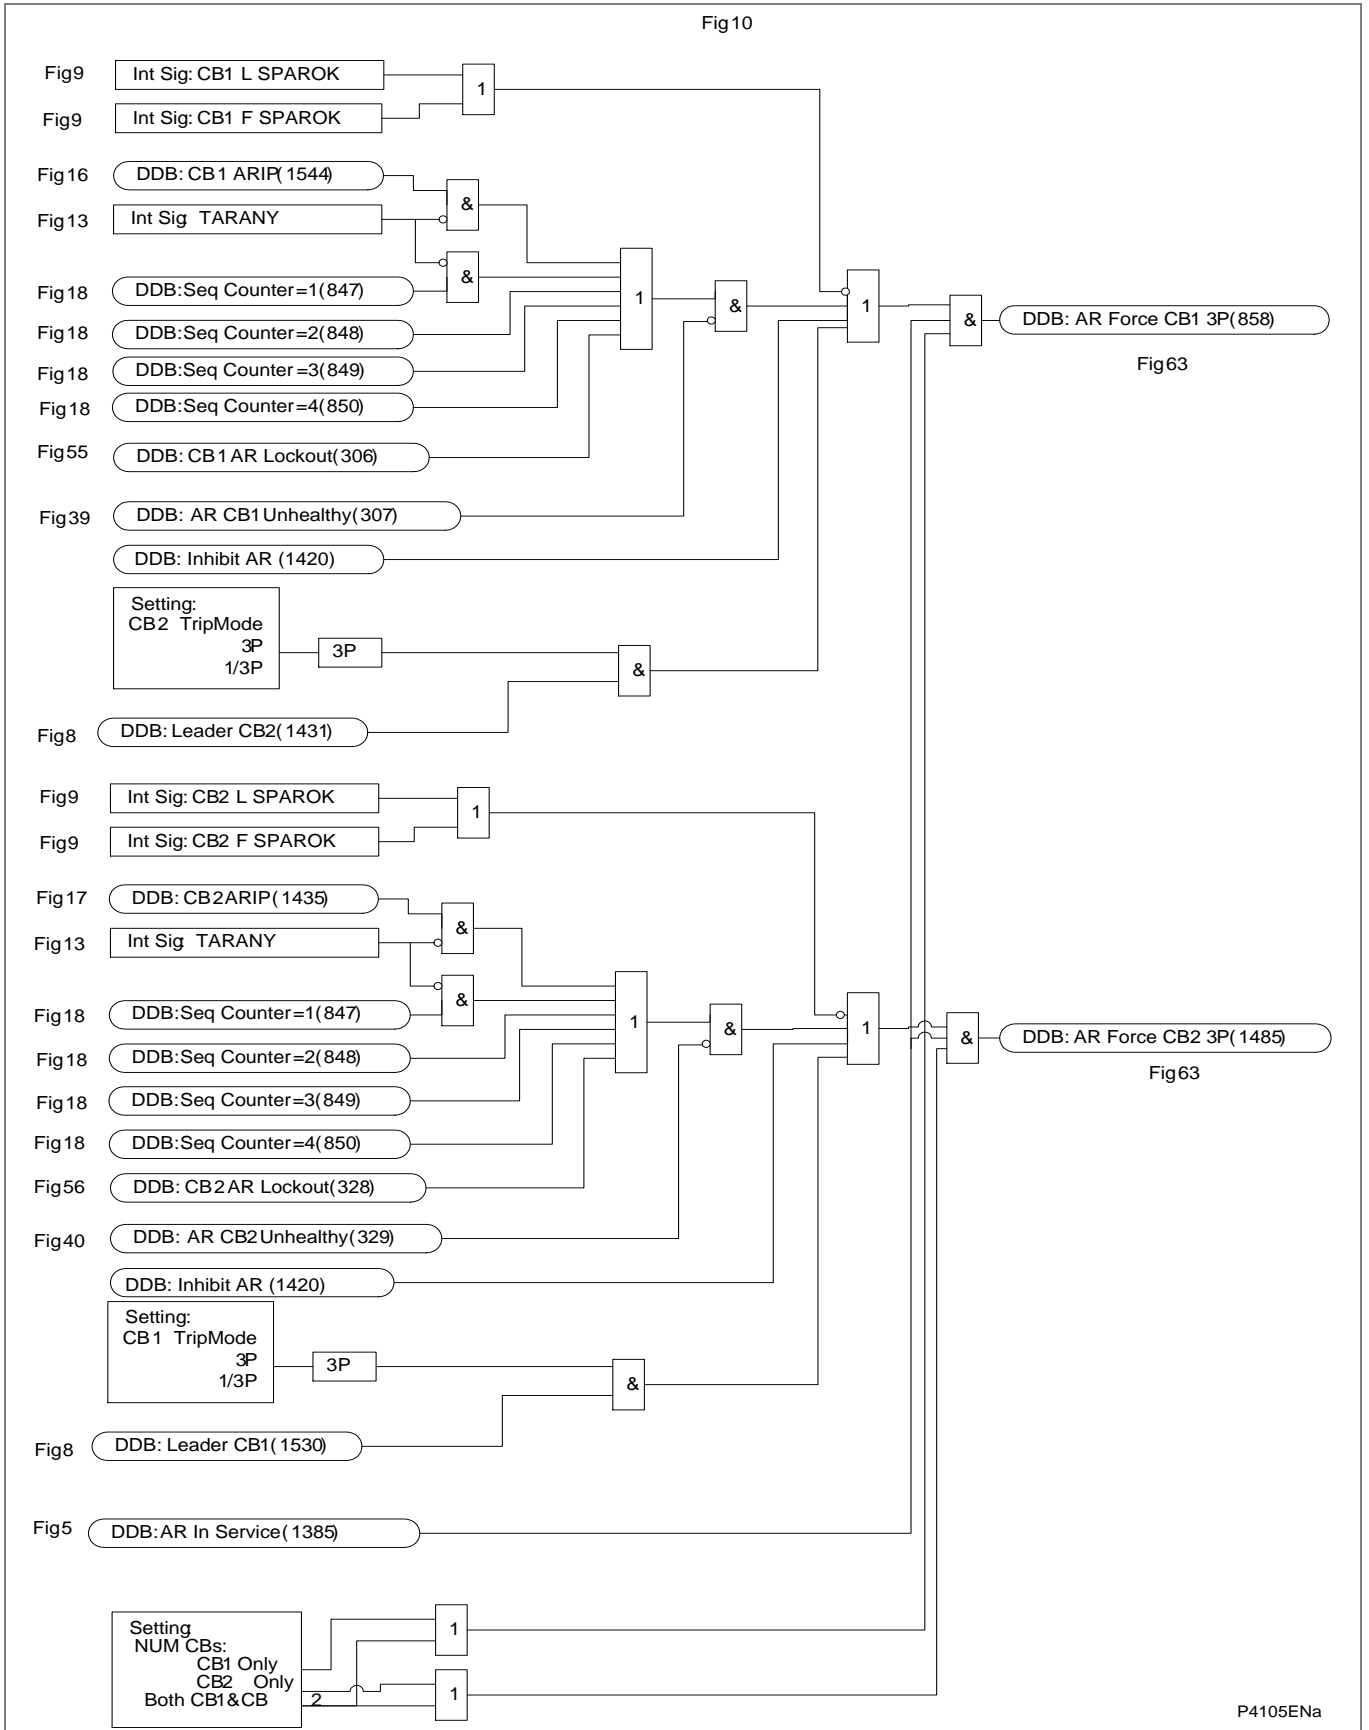 Fig10
Fig9 Int Sig: CB1 L SPAROK
1
Fig9 Int Sig: CB1 F SPAROK
Fig16 DDB: CB1 ARIP(1544)
&
Fig13 Int Sig TARANY
&
Fig18 DDB:Seq Counter=1(847)
1
&
1
&
DDB: AR Force CB1 3P(858)
Fig18 DDB:Seq Counter=2(848)
Fig63
Fig18 DDB:Seq Counter=3(849)
Fig18 DDB:Seq Counter=4(850)
Fig55 DDB: CB1 AR Lockout(306)
Fig39 DDB: AR CB1 Unhealthy(307)
DDB: Inhibit AR (1420)
Setting:
CB2 TripMode
3P
1/3P
3P
&
Fig8 DDB: Leader CB2(1431)
Fig9 Int Sig: CB2 L SPAROK
1
Fig9 Int Sig: CB2 F SPAROK
Fig17 DDB: CB2ARIP(1435)
&
Fig13 Int Sig TARANY
&
Fig18 DDB:Seq Counter=1(847)
1
&
1
&
DDB: AR Force CB2 3P(1485)
Fig18 DDB:Seq Counter=2(848)
Fig63
Fig18 DDB:Seq Counter=3(849)
Fig18 DDB:Seq Counter=4(850)
Fig56 DDB: CB2AR Lockout(328)
Fig40 DDB: AR CB2Unhealthy(329)
DDB: Inhibit AR (1420)
Setting:
CB1 TripMode
3P
1/3P
3P
&
Fig8 DDB: Leader CB1(1530)
Fig5 DDB:AR In Service(1385)
Setting
NUM CBs:
CB1 Only
CB2 Only
Both CB1&CB 2
1
1
P4105ENa